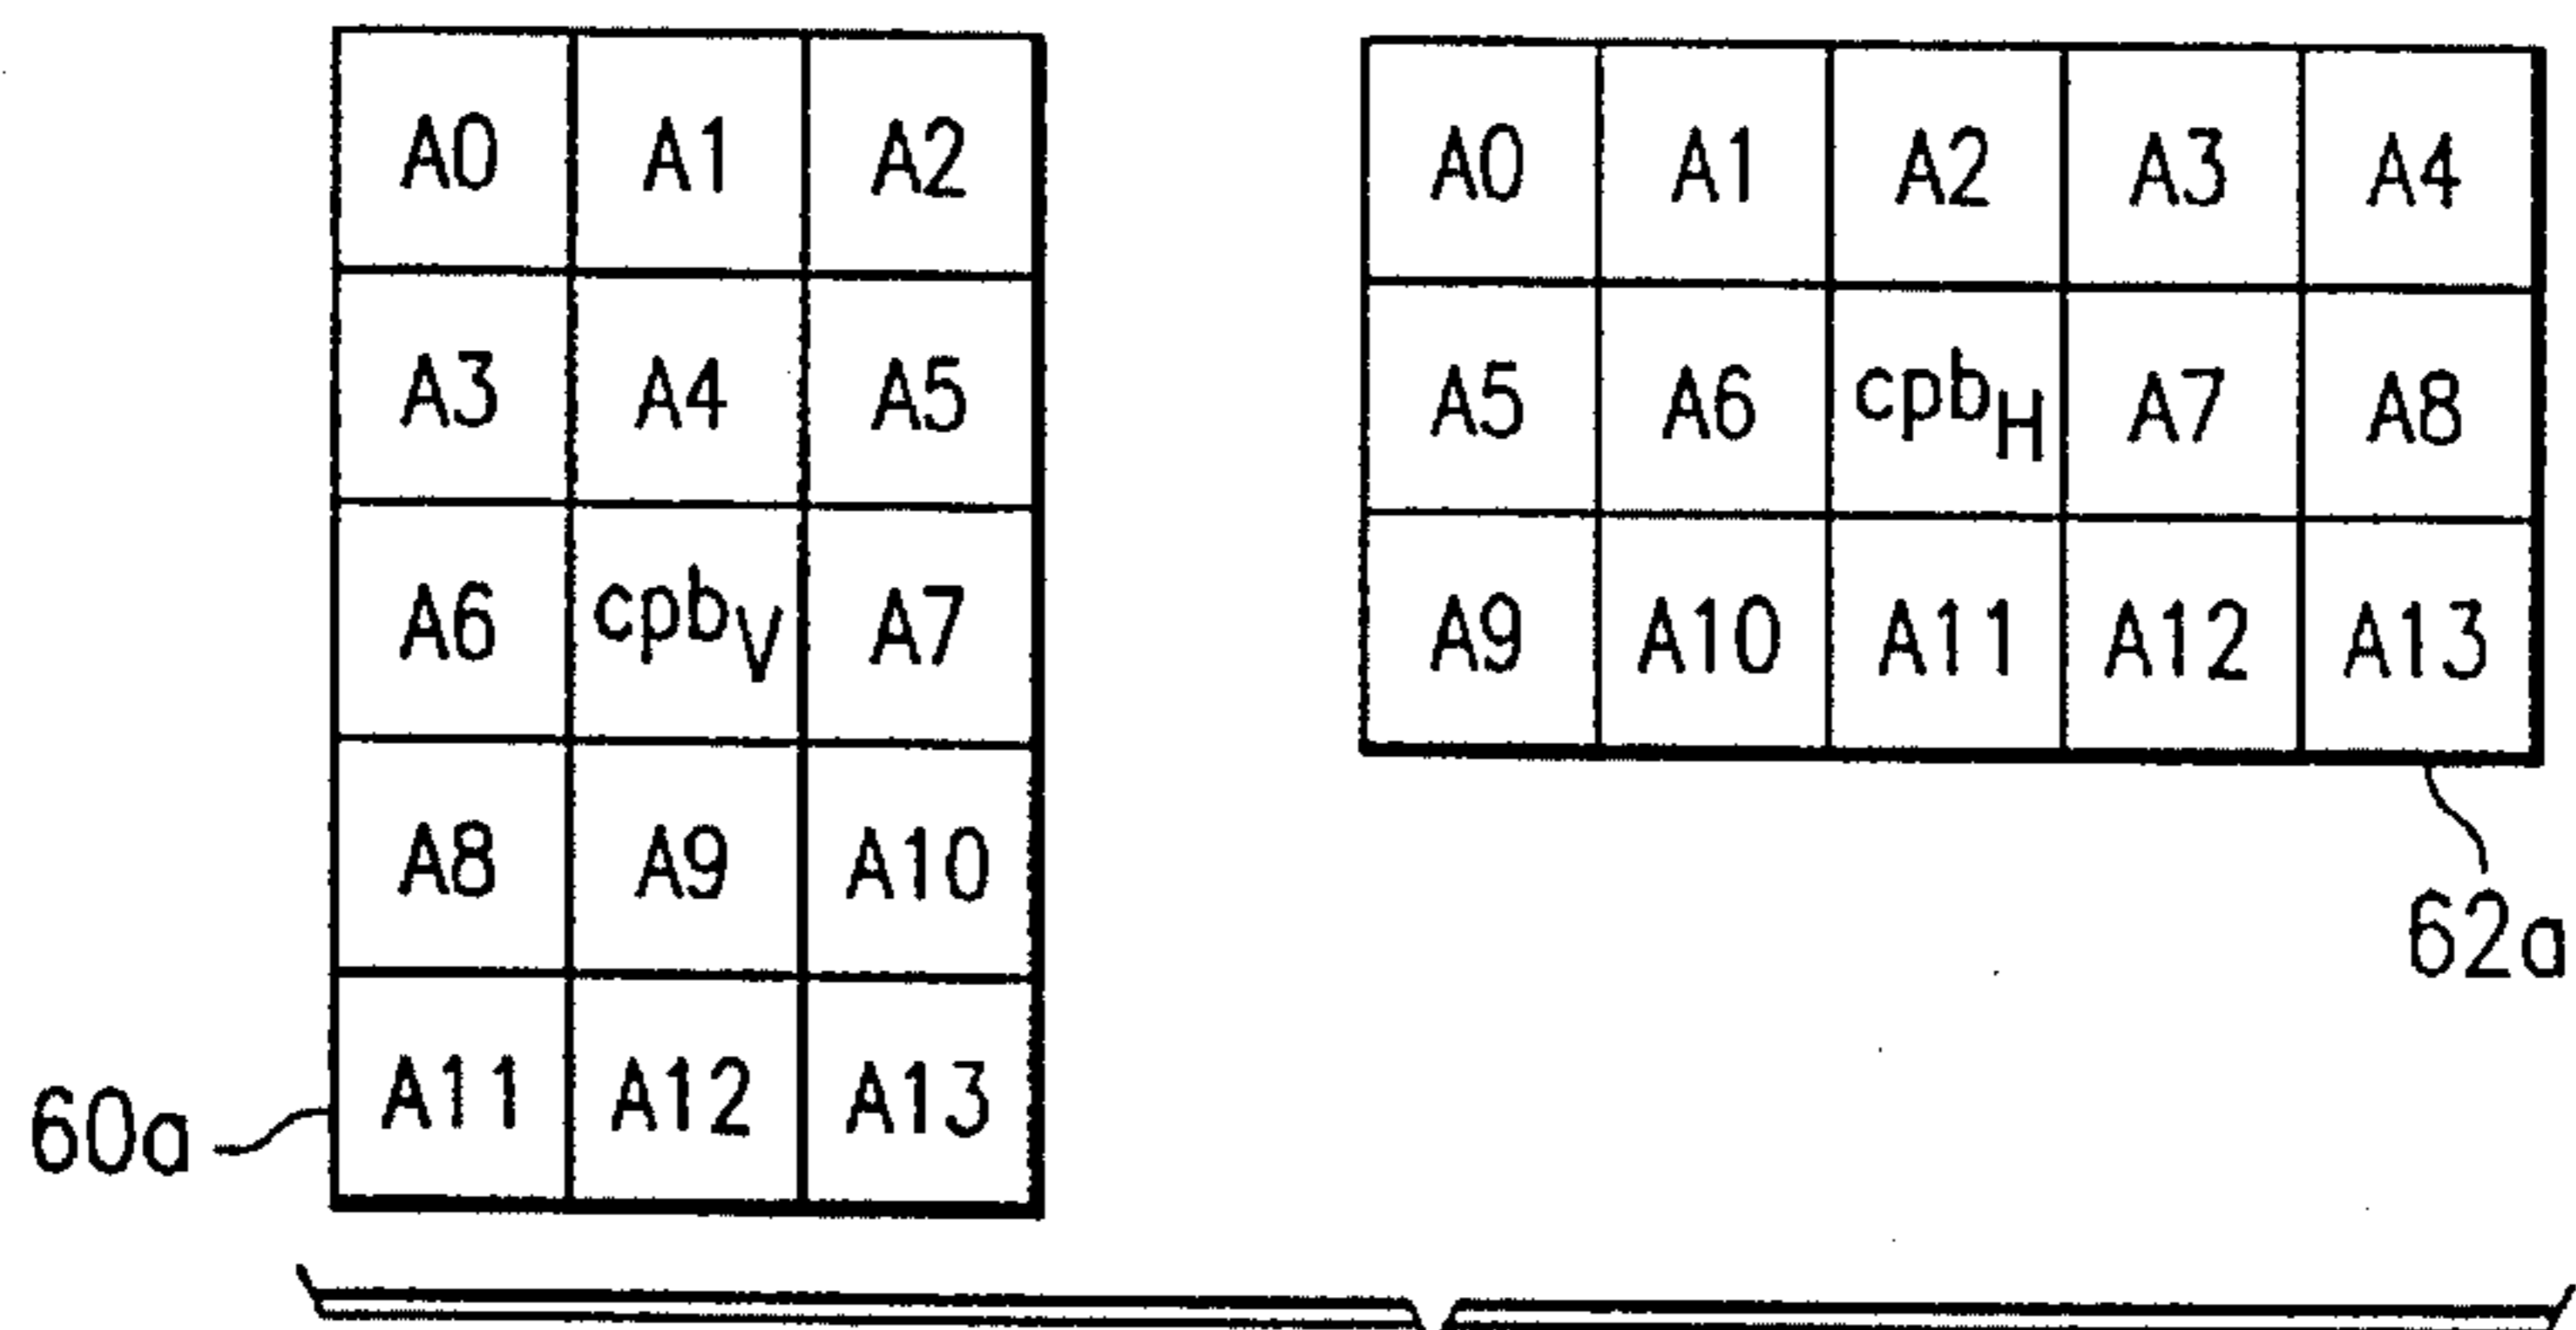 A0 A1 A2
A3 A4 A5
A6 cpbV A7
A8 A9 A10
A11 A12 A13
60a
A0 A1 A2 A3 A4
A5 A6 cpbH A7 A8
A9 A10 A11 A12 A13
62a